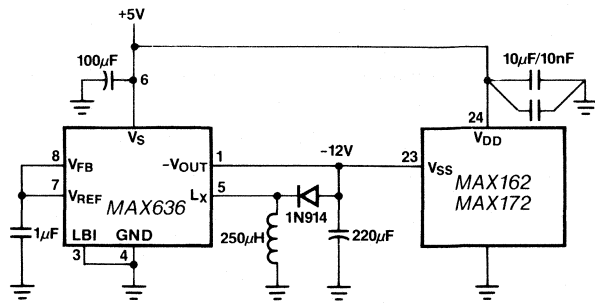 +5V
100µF
6
10µF/10nF
24
VS
VDD
8
VFB
-VOUT
1
-12V
23
VSS
7
VREF
LX
5
MAX636
1N914
MAX162
MAX172
1µF
LBI
GND
3
4
250µH
220µF